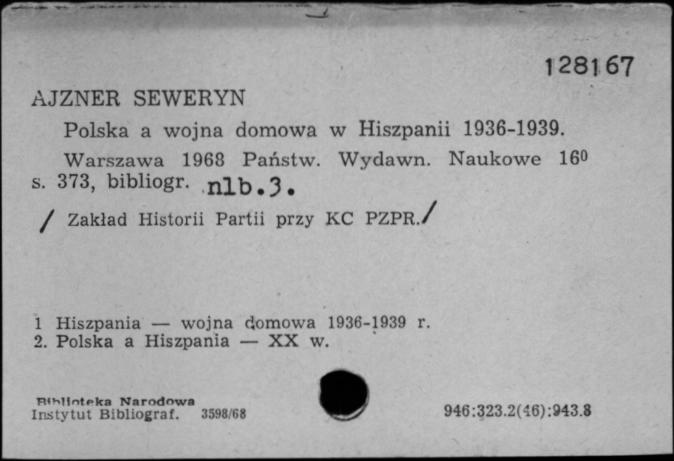 128167
AJZNER SEWERYN
Polska a wojna domowa w Hiszpanii 1936-1939.
Warszawa 1968 Państw. Wydawn. Naukowe 16⁰
s. 373, bibliogr. nlb.3.
/ Zakład Historii Partii przy KC PZPR./
1 Hiszpania — wojna domowa 1936-1939 r.
2. Polska a Hiszpania — XX w.
Biblioteka Narodowa
Instytut Bibliograf. 3598/68
946:323.2(46):943.8